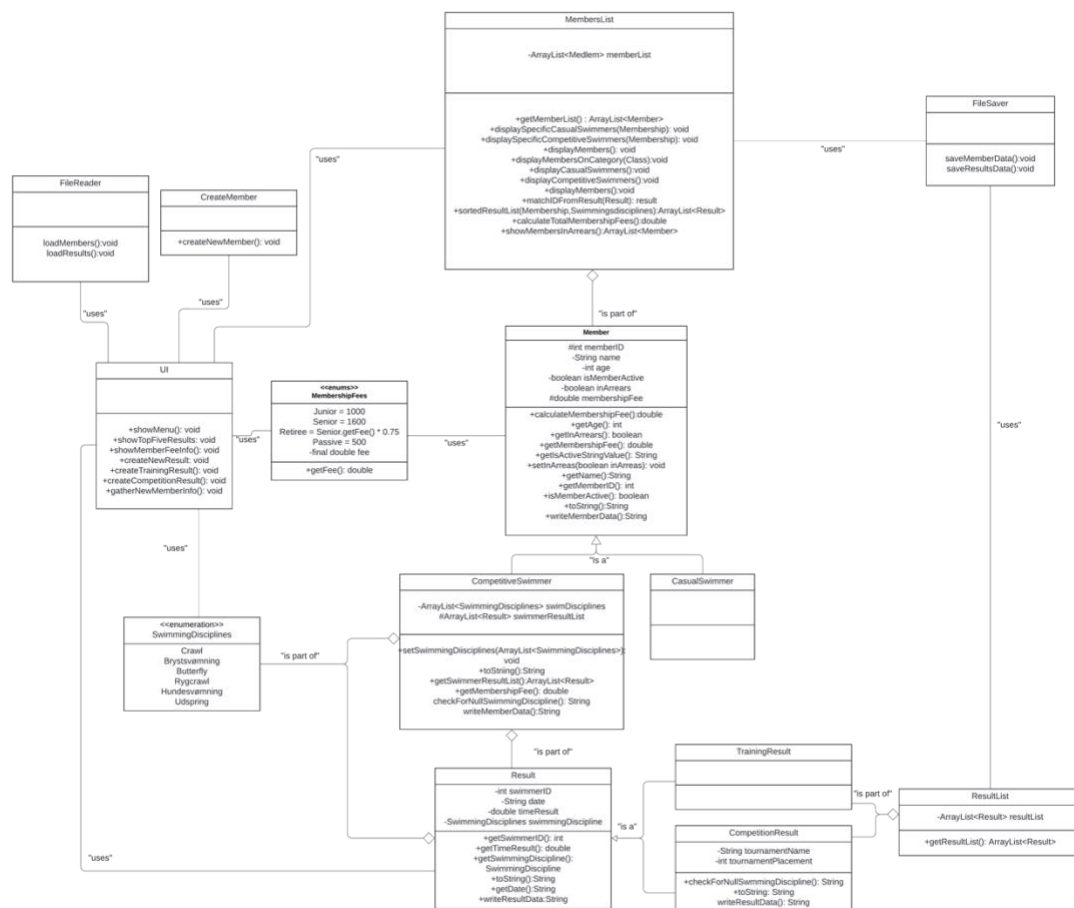 MembersList
-ArrayList<Medlem> memberList
+getMemberList() : ArrayList<Member>
+displaySpecificCasualSwimmers(Membership): void
+displaySpecificCompetitiveSwimmers(Membership): void
+displayMembers(): void
+displayMembersOnCategory(Class):void
+displayCasualSwimmers():void
+displayCompetitiveSwimmers():void
+displayMembers():void
+matchIDFromResult(Result): result
+sortedResultList(Membership,Swimmingsdisciplines):ArrayList<Result>
+calculateTotalMembershipFees():double
+showMembersInArrears():ArrayList<Member>
FileSaver
saveMemberData():void
saveResultsData():void
"uses"
"uses"
FileReader
loadMembers():void
loadResults():void
CreateMember
+createNewMember(): void
"uses"
"uses"
"is part of"
Member
#int memberID
-String name
-int age
-boolean isMemberActive
-boolean inArrears
#double membershipFee
+calculateMembershipFee():double
+getAge(): int
+getInArrears(): boolean
+getMembershipFee(): double
+getIsActiveStringValue(): String
+setInArreas(boolean inArreas): void
+getName():String
+getMemberID(): int
+isMemberActive(): boolean
+toString():String
+writeMemberData():String
UI
+showMenu(): void
+showTopFiveResults: void
+showMemberFeeInfo(): void
+createNewResult: void
+createTrainingResult(): void
+createCompetitionResult(): void
+gatherNewMemberInfo(): void
<<enums>>
MembershipFees
Junior = 1000
Senior = 1600
Retiree = Senior.getFee() * 0.75
Passive = 500
-final double fee
+getFee(): double
"uses"
"uses"
"uses"
"uses"
"is a"
CompetitiveSwimmer
-ArrayList<SwimmingDisciplines> swimDisciplines
#ArrayList<Result> swimmerResultList
+setSwimmingDiisciplines(ArrayList<SwimmingDisciplines>):
void
+toStriing():String
+getSwimmerResultList():ArrayList<Result>
+getMembershipFee(): double
checkForNullSwimmingDiscipline(): String
writeMemberData():String
CasualSwimmer
<<enumeration>>
SwimmingDisciplines
Crawl
Brystsvømning
Butterfly
Rygcrawl
Hundesvømning
Udspring
"is part of"
"is part of"
Result
-int swimmerID
-String date
-double timeResult
-SwimmingDisciplines swimmingDiscipline
+getSwimmerID(): int
+getTimeResult(): double
+getSwimmingDiscipline():
SwimmingDiscipline
+toString():String
+getDate():String
+writeResultData:String
"uses"
"is a"
TrainingResult
CompetitionResult
-String tournamentName
-int tournamentPlacement
+checkForNullSwmmingDiscipline(): String
+toString: String
writeResultData(): String
"is part of"
ResultList
-ArrayList<Result> resultList
+getResultList(): ArrayList<Result>